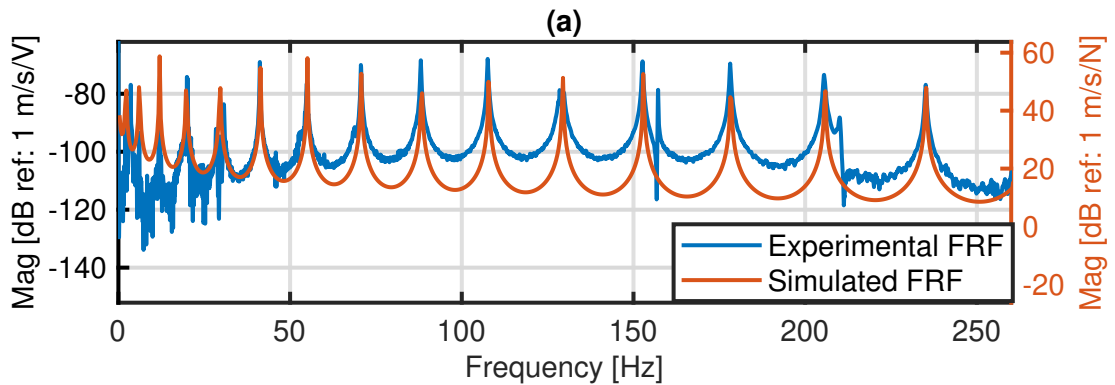 (a)
Mag [dB ref: 1 m/s/V]
-80
-100
-120
-140
60
40
20
0
-20
Mag [dB ref: 1 m/s/N]
Experimental FRF
Simulated FRF
0 50 100 150 200 250
Frequency [Hz]